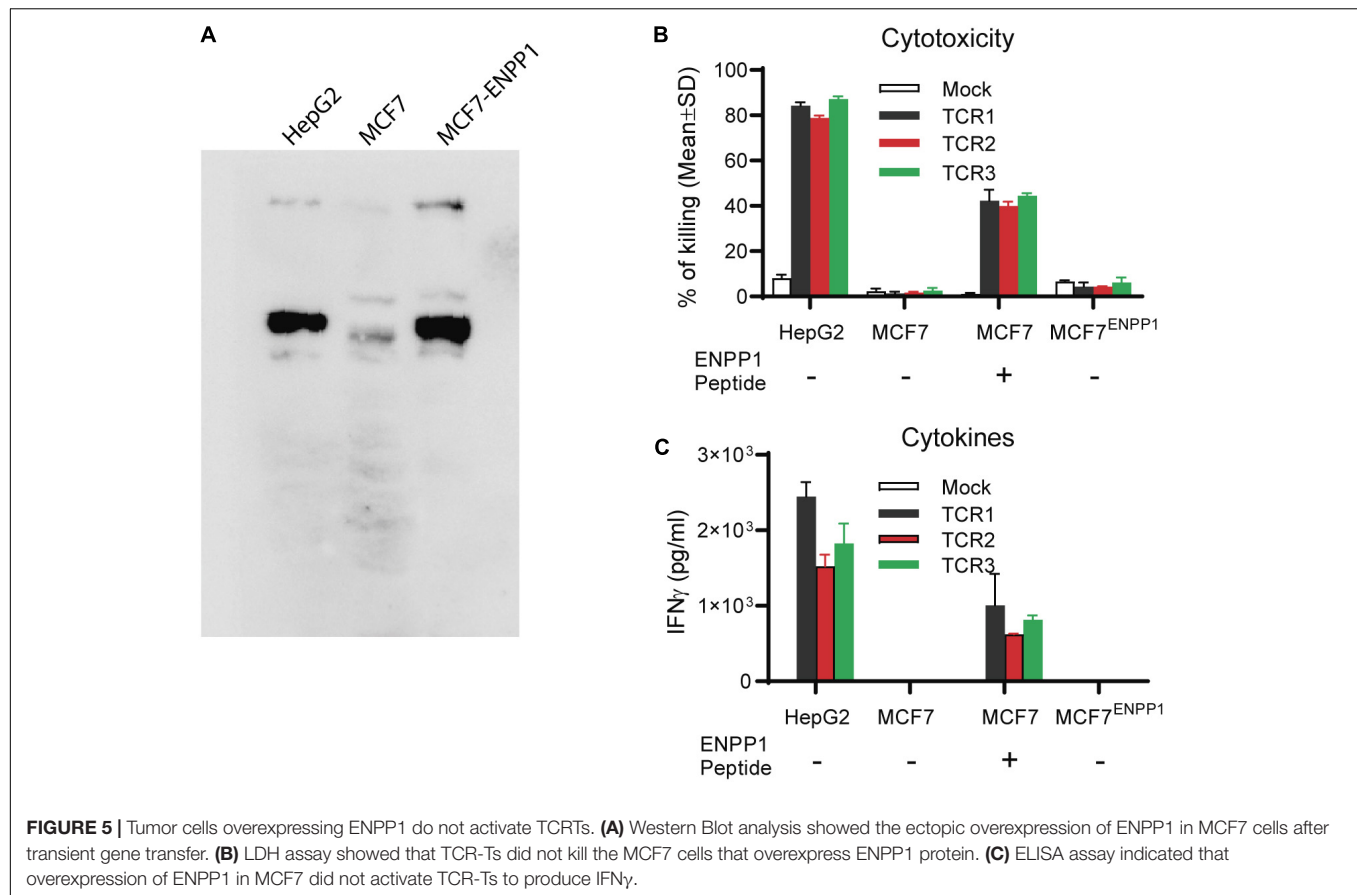 A
HepG2
MCF7
MCF7-ENPP1
B
Cytotoxicity
% of killing (Mean±SD)
100
80
60
40
20
0
Mock
TCR1
TCR2
TCR3
HepG2 MCF7 MCF7 MCF7ENPP1
ENPP1
Peptide - - + -
C
Cytokines
IFNγ (pg/ml)
3×10³
2×10³
1×10³
0
Mock
TCR1
TCR2
TCR3
HepG2 MCF7 MCF7 MCF7ENPP1
ENPP1
Peptide - - + -
FIGURE 5 | Tumor cells overexpressing ENPP1 do not activate TCRTs. (A) Western Blot analysis showed the ectopic overexpression of ENPP1 in MCF7 cells after
transient gene transfer. (B) LDH assay showed that TCR-Ts did not kill the MCF7 cells that overexpress ENPP1 protein. (C) ELISA assay indicated that
overexpression of ENPP1 in MCF7 did not activate TCR-Ts to produce IFNγ.